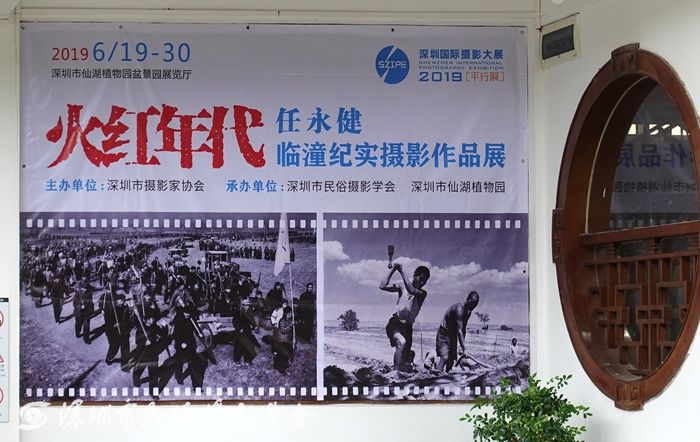 2019 6/19-30
深圳市仙湖植物园盆景园展览厅
SZIPE
深圳国际摄影大展
SHENZHEN INTERNATIONAL
PHOTOGRAPHY EXHIBITION
2019 [平行展]
火红年代
任永健
临潼纪实摄影作品展
主办单位：深圳市摄影家协会 承办单位：深圳市民俗摄影学会 深圳市仙湖植物园
作品展